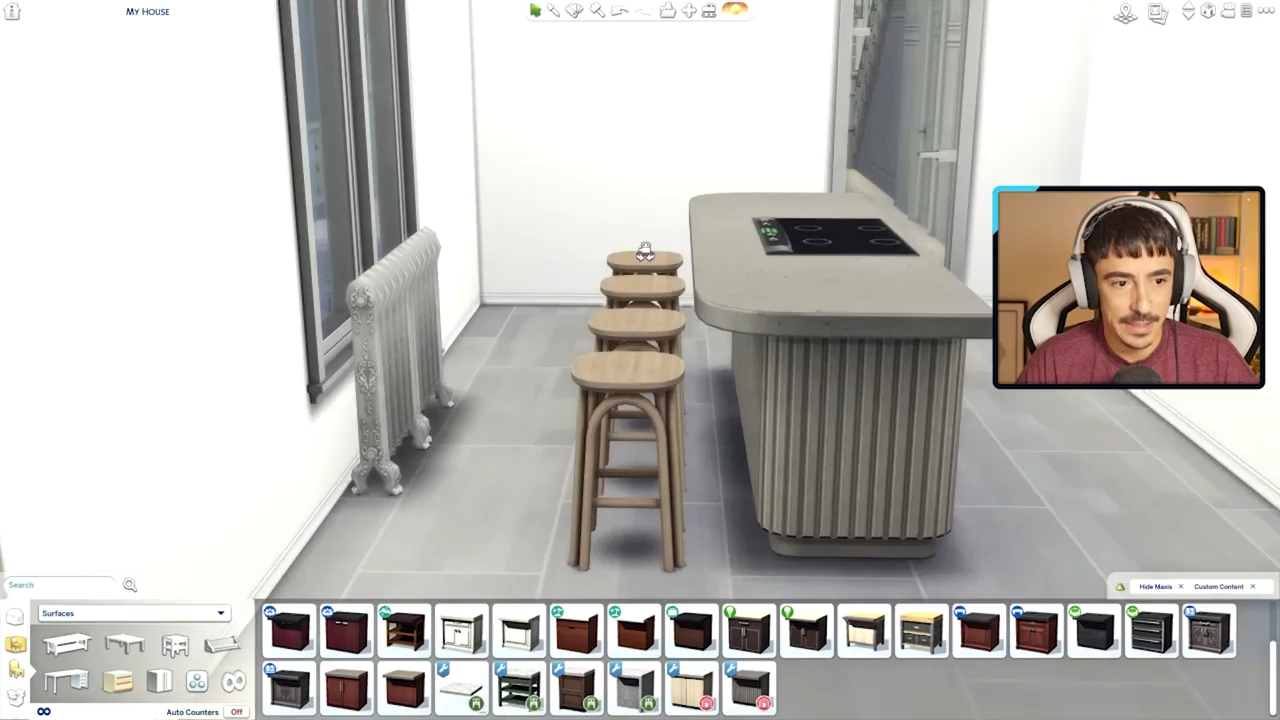 My House
Search
Hide Maxis
Custom Content
Surfaces
Auto Counters
Off